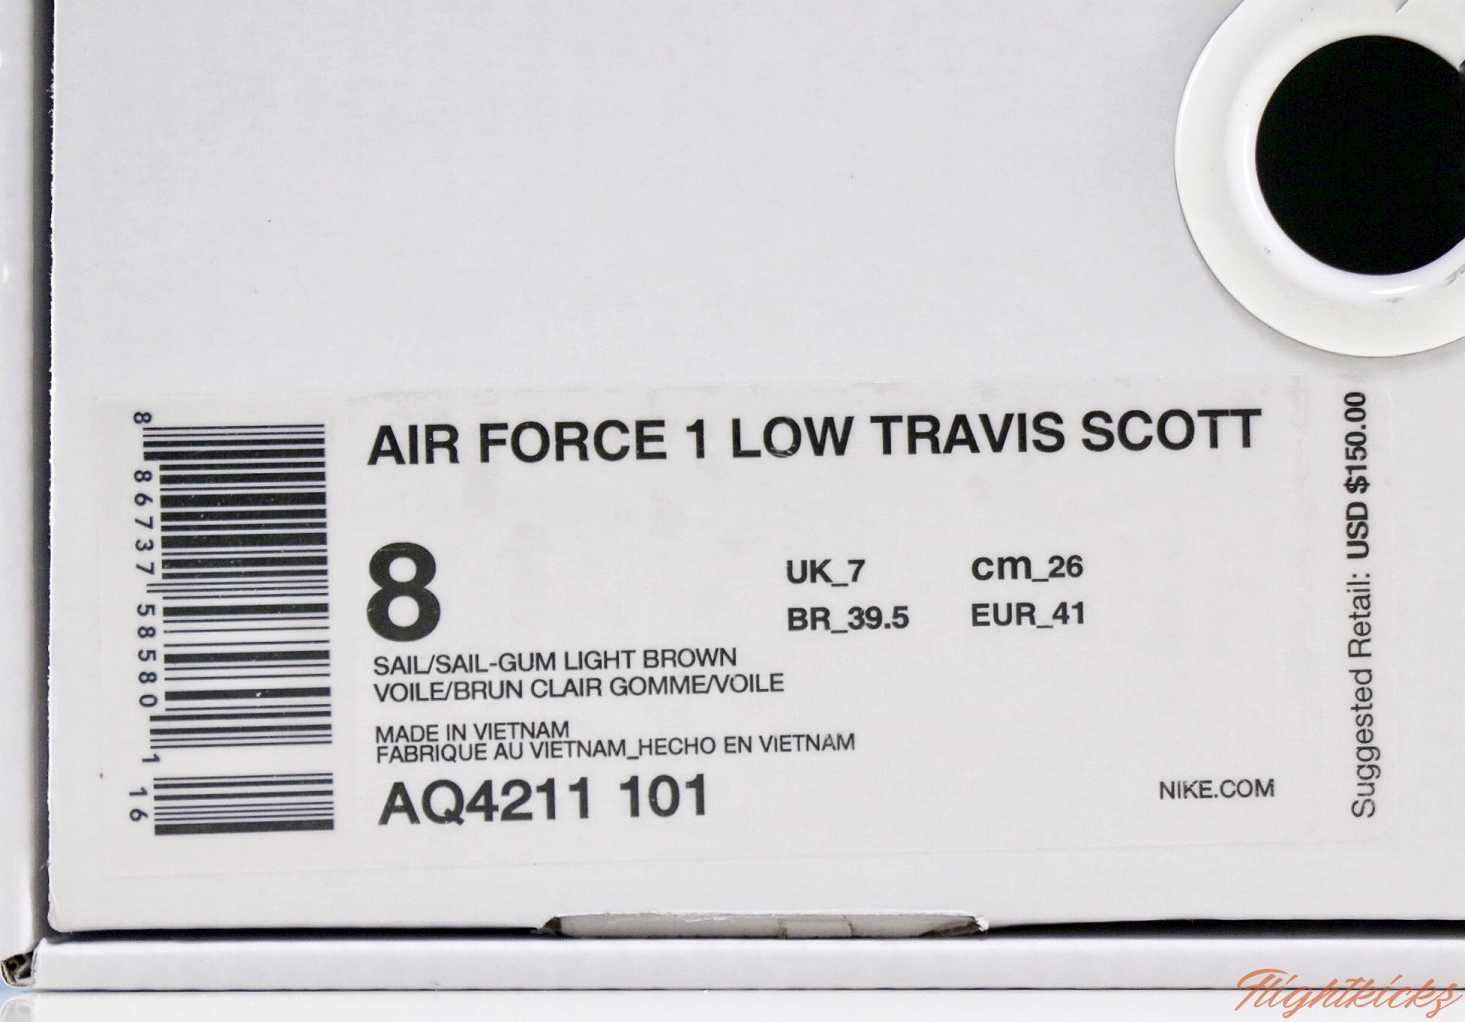 8 86737 58580 1 16
AIR FORCE 1 LOW TRAVIS SCOTT
8
UK_7 cm_26
BR_39.5 EUR_41
SAIL/SAIL-GUM LIGHT BROWN
VOILE/BRUN CLAIR GOMME/VOILE
MADE IN VIETNAM
FABRIQUE AU VIETNAM_HECHO EN VIETNAM
AQ4211 101
NIKE.COM
Suggested Retail: USD $150.00
Flightkickz